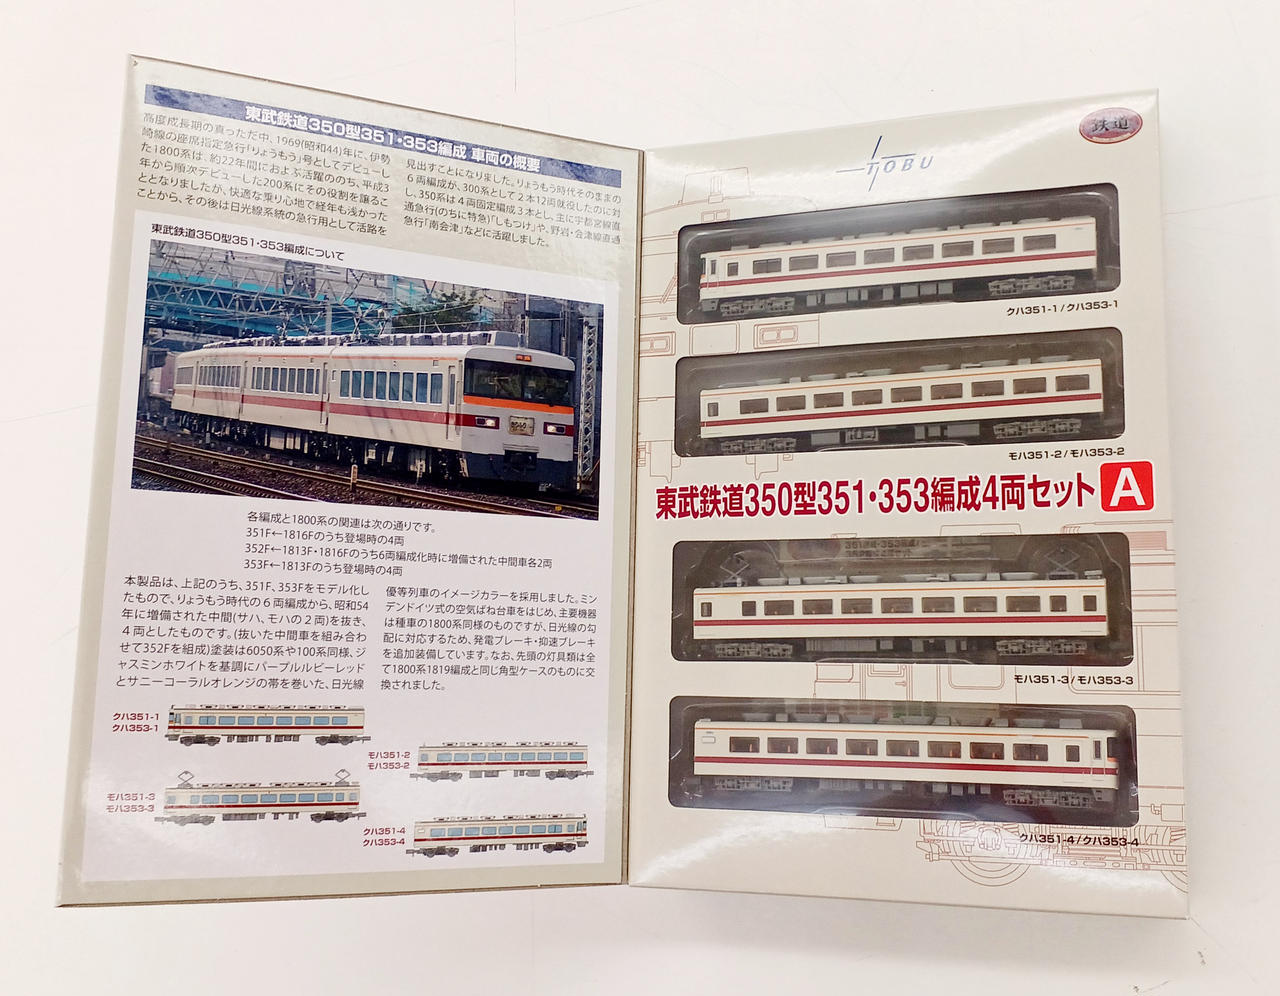 東武鉄道350型351・353編成 車両の概要
高度成長期の真っただ中、1969(昭和44)年に、伊勢
崎線の座席指定急行「りょうもう」号としてデビューし
た1800系は、約22年間におよぶ活躍ののち、平成3
年から順次デビューした200系にその役割を譲るこ
ととなりましたが、快適な乗り心地で経年も浅かった
ことから、その後は日光線系統の急行用として活路を
見出すことになりました。りょうもう時代そのままの
6両編成が、300系として2本12両就役したのに対
し、350系は4両固定編成3本とし、主に宇都宮線直
通急行(のちに特急)「しもつけ」や、野岩・会津線直通
急行「南会津」などに活躍しました。
東武鉄道350型351・353編成について
各編成と1800系の関連は次の通りです。
351F←1816Fのうち登場時の4両
352F←1813F・1816Fのうち6両編成化時に増備された中間車各2両
353F←1813Fのうち登場時の4両
本製品は、上記のうち、351F、353Fをモデル化し
たもので、りょうもう時代の6両編成から、昭和54
年に増備された中間(サハ、モハの2両)を抜き、
4両としたものです。(抜いた中間車を組み合わ
せて352Fを組成)塗装は6050系や100系同様、ジ
ャスミンホワイトを基調にパープルルビーレッド
とサニーコーラルオレンジの帯を巻いた、日光線
優等列車のイメージカラーを採用しました。ミン
デンドイツ式の空気ばね台車をはじめ、主要機器
は種車の1800系同様のものですが、日光線の勾
配に対応するため、発電ブレーキ・抑速ブレーキ
を追加装備しています。なお、先頭の灯具類は全
て1800系1819編成と同じ角型ケースのものに交
換されました。
クハ351-1
クハ353-1
モハ351-2
モハ353-2
モハ351-3
モハ353-3
クハ351-4
クハ353-4
鉄道
TOBU
クハ351-1/クハ353-1
モハ351-2/モハ353-2
東武鉄道350型351・353編成4両セット A
モハ351-3/モハ353-3
クハ351-4/クハ353-4